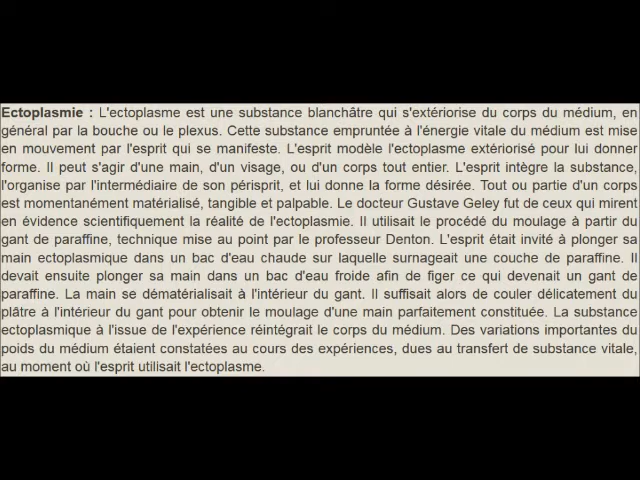 Ectoplasmie : L'ectoplasme est une substance blanchâtre qui s'extériorise du corps du médium, en
général par la bouche ou le plexus. Cette substance empruntée à l'énergie vitale du médium est mise
en mouvement par l'esprit qui se manifeste. L'esprit modèle l'ectoplasme extériorisé pour lui donner
forme. Il peut s'agir d'une main, d'un visage, ou d'un corps tout entier. L'esprit intègre la substance,
l'organise par l'intermédiaire de son périsprit, et lui donne la forme désirée. Tout ou partie d'un corps
est momentanément matérialisé, tangible et palpable. Le docteur Gustave Geley fut de ceux qui mirent
en évidence scientifiquement la réalité de l'ectoplasmie. Il utilisait le procédé du moulage à partir du
gant de paraffine, technique mise au point par le professeur Denton. L'esprit était invité à plonger sa
main ectoplasmique dans un bac d'eau chaude sur laquelle surnageait une couche de paraffine. Il
devait ensuite plonger sa main dans un bac d'eau froide afin de figer ce qui devenait un gant de
paraffine. La main se dématérialisait à l'intérieur du gant. Il suffisait alors de couler délicatement du
plâtre à l'intérieur du gant pour obtenir le moulage d'une main parfaitement constituée. La substance
ectoplasmique à l'issue de l'expérience réintégrait le corps du médium. Des variations importantes du
poids du médium étaient constatées au cours des expériences, dues au transfert de substance vitale,
au moment où l'esprit utilisait l'ectoplasme.